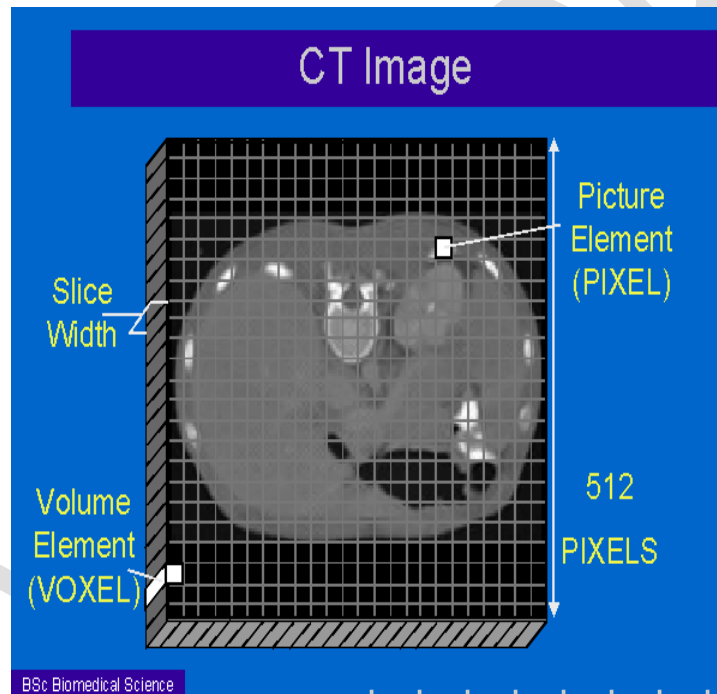 CT Image
Picture
Element
(PIXEL)
Slice
Width
Volume
Element
(VOXEL)
512
PIXELS
BSc Biomedical Science